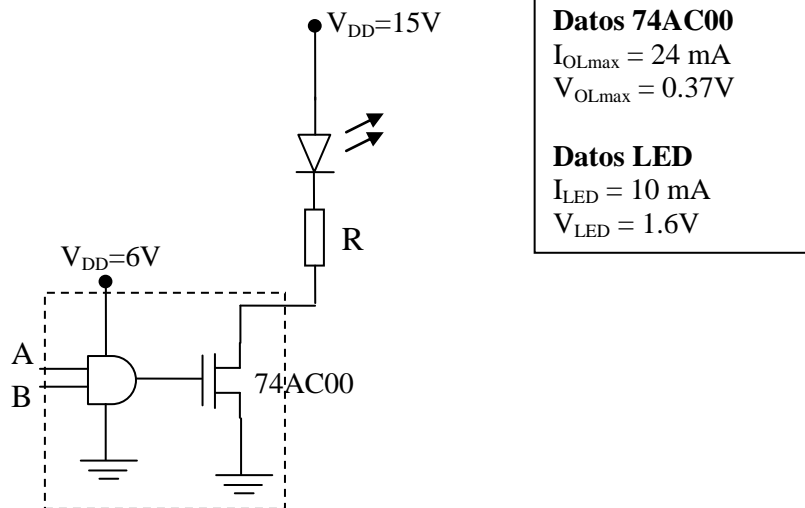 V_DD=15V
Datos 74AC00
I_OLmax = 24 mA
V_OLmax = 0.37V
Datos LED
I_LED = 10 mA
V_LED = 1.6V
R
V_DD=6V
A
B
74AC00